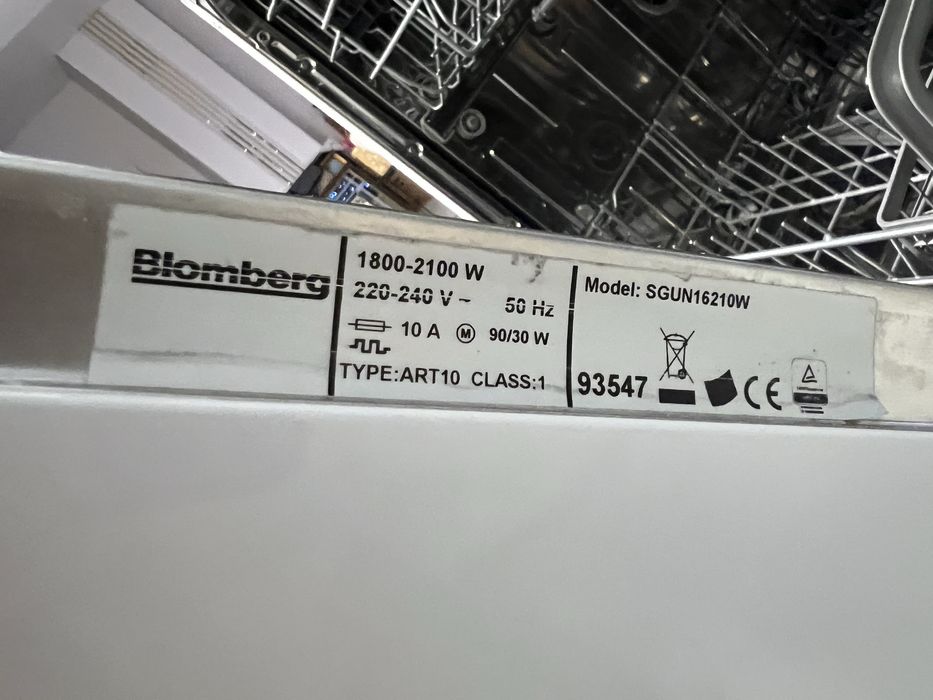 Blomberg
1800-2100 W
220-240 V ~ 50 Hz
10 A M 90/30 W
TYPE:ART10 CLASS:1
Model: SGUN16210W
93547
CE